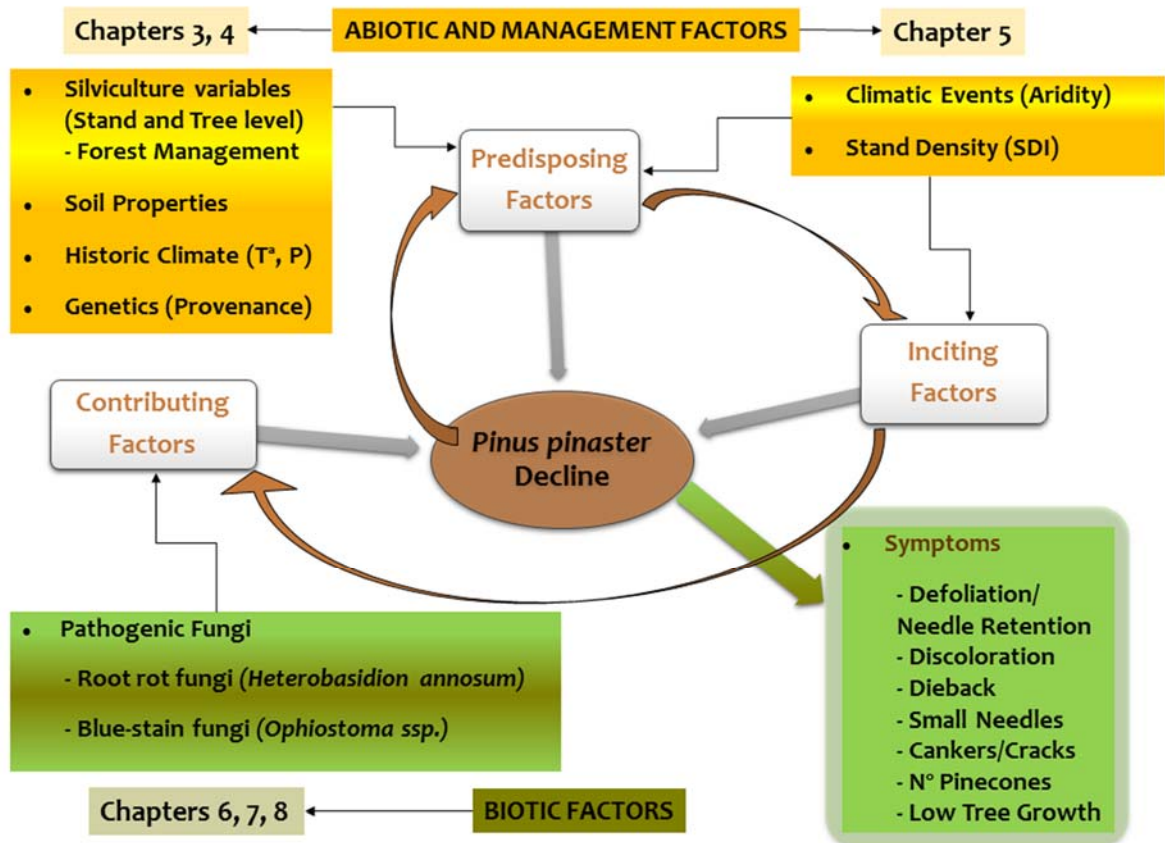 Chapters 3, 4
ABIOTIC AND MANAGEMENT FACTORS
Chapter 5
• Silviculture variables
(Stand and Tree level)
- Forest Management
• Soil Properties
• Historic Climate (Tª, P)
• Genetics (Provenance)
• Climatic Events (Aridity)
• Stand Density (SDI)
Predisposing
Factors
Inciting
Factors
Contributing
Factors
Pinus pinaster
Decline
• Symptoms
- Defoliation/
Needle Retention
- Discoloration
- Dieback
- Small Needles
- Cankers/Cracks
- N° Pinecones
- Low Tree Growth
• Pathogenic Fungi
- Root rot fungi (Heterobasidion annosum)
- Blue-stain fungi (Ophiostoma ssp.)
Chapters 6, 7, 8
BIOTIC FACTORS